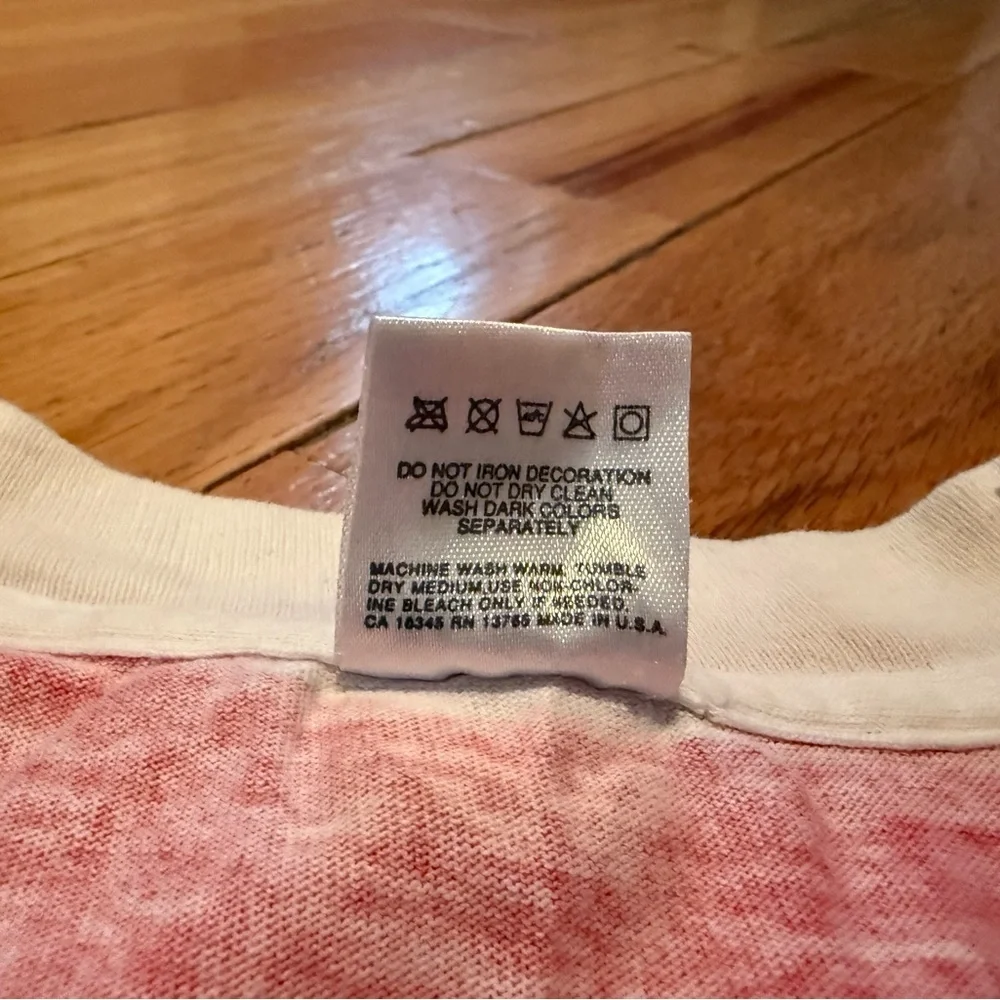 40°C
DO NOT IRON DECORATION
DO NOT DRY CLEAN
WASH DARK COLORS
SEPARATELY
MACHINE WASH WARM, TUMBLE
DRY MEDIUM.USE NON-CHLOR-
INE BLEACH ONLY IF NEEDED.
CA 16345 RN 13765 MADE IN U.S.A.